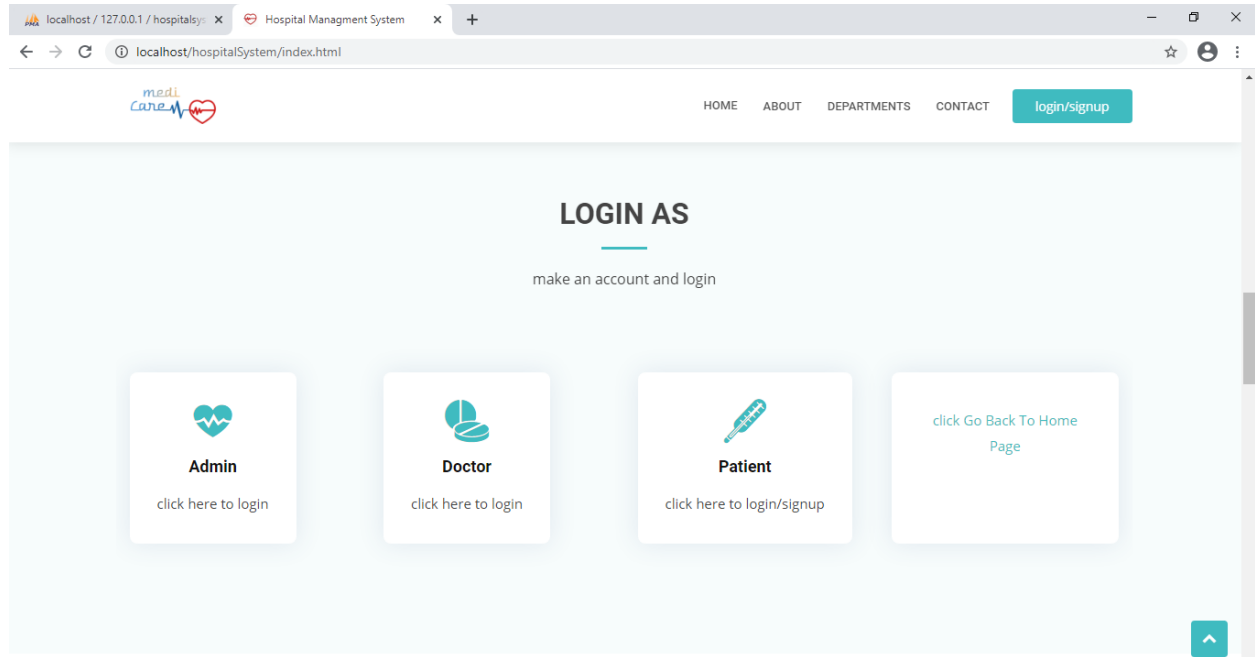 localhost / 127.0.0.1 / hospitalsys
Hospital Managment System
localhost/hospitalSystem/index.html
medi
care
HOME
ABOUT
DEPARTMENTS
CONTACT
login/signup
LOGIN AS
make an account and login
Admin
click here to login
Doctor
click here to login
Patient
click here to login/signup
click Go Back To Home
Page